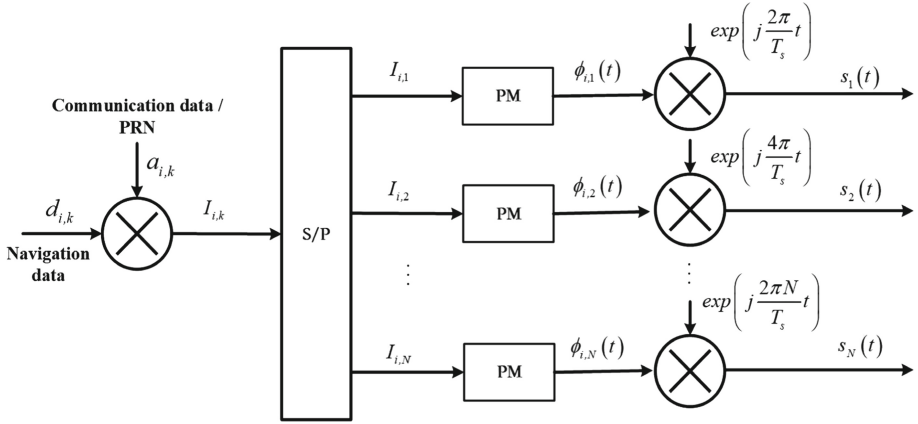 Communication data /
PRN
a_{i,k}
d_{i,k}
Navigation
data
I_{i,k}
S/P
I_{i,1}
PM
ϕ_{i,1}(t)
exp(j 2π/T_s t)
s_1(t)
I_{i,2}
PM
ϕ_{i,2}(t)
exp(j 4π/T_s t)
s_2(t)
⋮
⋮
I_{i,N}
PM
ϕ_{i,N}(t)
exp(j 2πN/T_s t)
s_N(t)